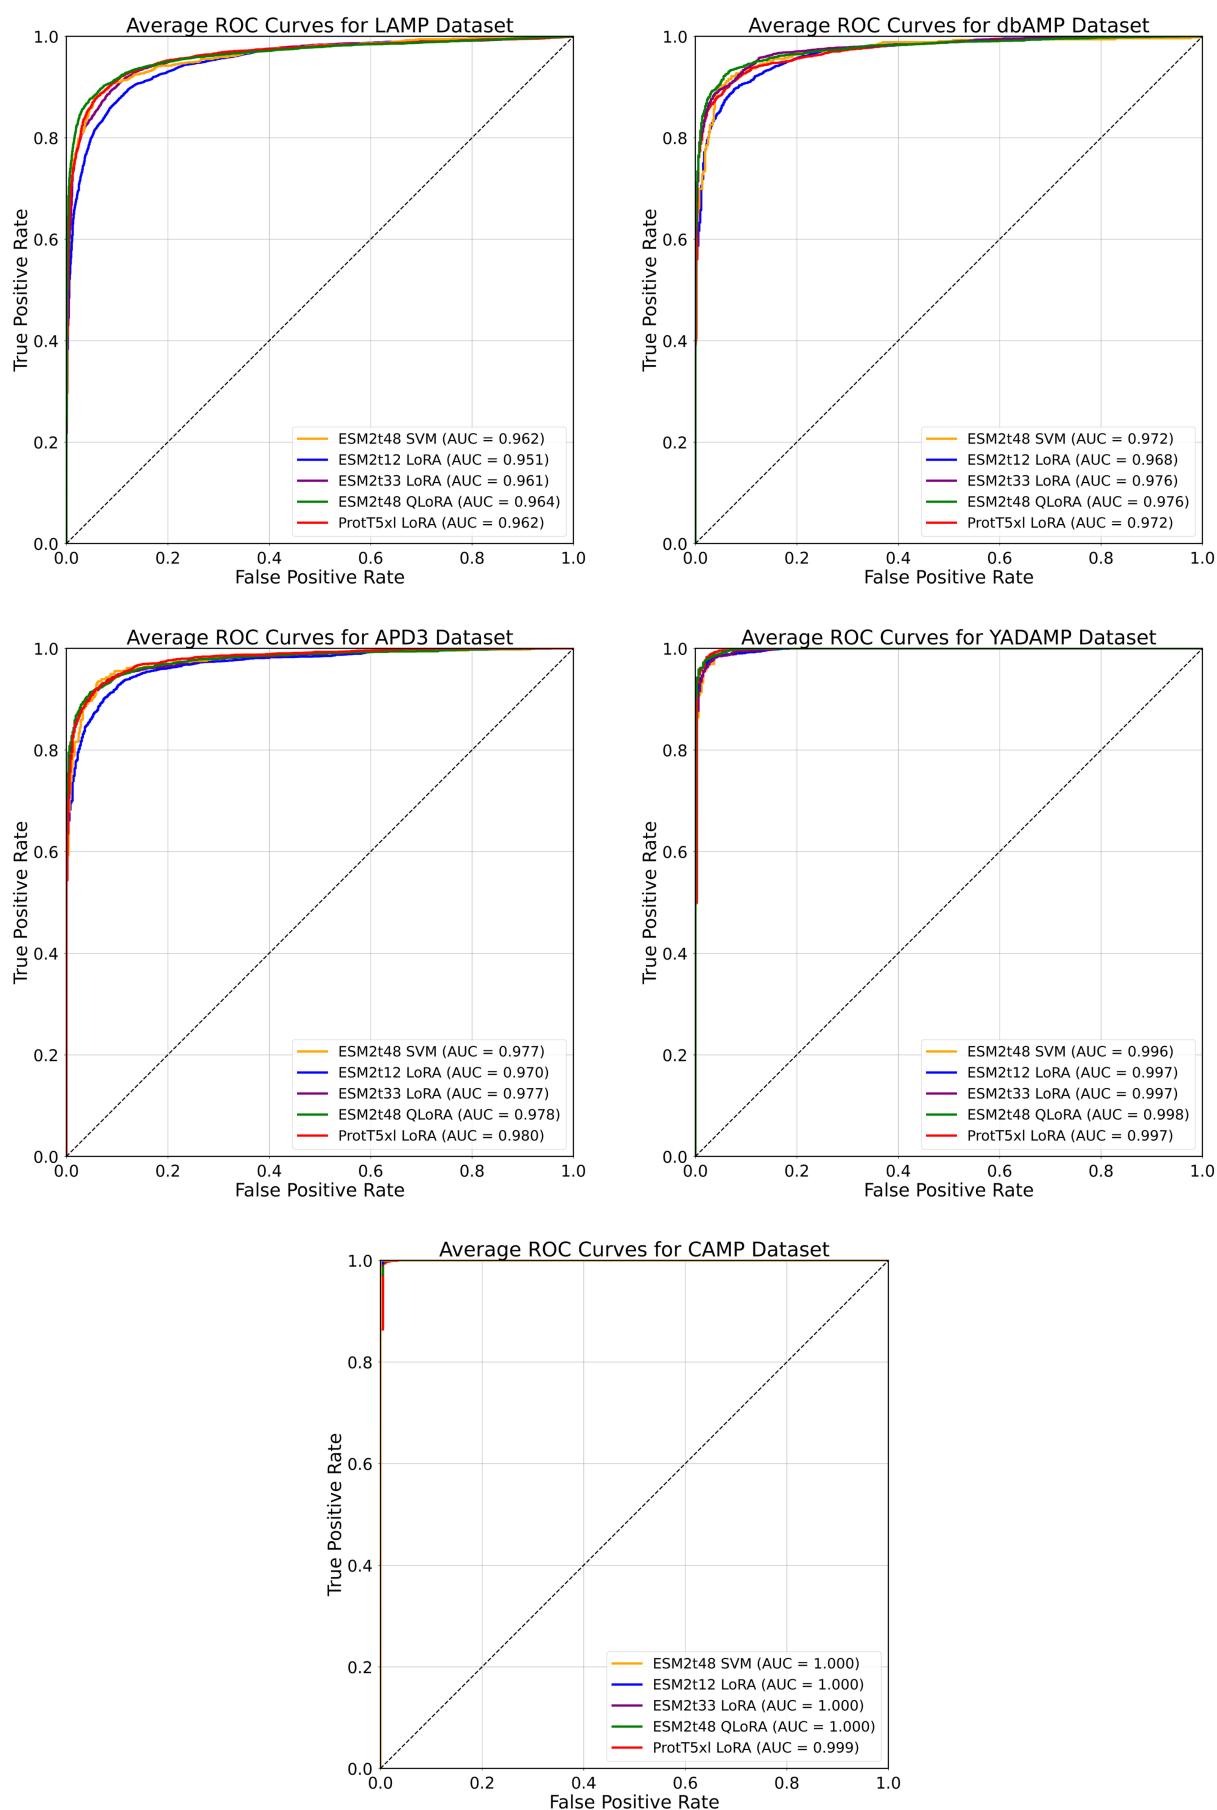 Average ROC Curves for LAMP Dataset
1.0
0.8
0.6
0.4
0.2
0.0
True Positive Rate
ESM2t48 SVM (AUC = 0.962)
ESM2t12 LoRA (AUC = 0.951)
ESM2t33 LoRA (AUC = 0.961)
ESM2t48 QLoRA (AUC = 0.964)
ProtT5xl LoRA (AUC = 0.962)
0.0 0.2 0.4 0.6 0.8 1.0
False Positive Rate
Average ROC Curves for dbAMP Dataset
1.0
0.8
0.6
0.4
0.2
0.0
True Positive Rate
ESM2t48 SVM (AUC = 0.972)
ESM2t12 LoRA (AUC = 0.968)
ESM2t33 LoRA (AUC = 0.976)
ESM2t48 QLoRA (AUC = 0.976)
ProtT5xl LoRA (AUC = 0.972)
0.0 0.2 0.4 0.6 0.8 1.0
False Positive Rate
Average ROC Curves for APD3 Dataset
1.0
0.8
0.6
0.4
0.2
0.0
True Positive Rate
ESM2t48 SVM (AUC = 0.977)
ESM2t12 LoRA (AUC = 0.970)
ESM2t33 LoRA (AUC = 0.977)
ESM2t48 QLoRA (AUC = 0.978)
ProtT5xl LoRA (AUC = 0.980)
0.0 0.2 0.4 0.6 0.8 1.0
False Positive Rate
Average ROC Curves for YADAMP Dataset
1.0
0.8
0.6
0.4
0.2
0.0
True Positive Rate
ESM2t48 SVM (AUC = 0.996)
ESM2t12 LoRA (AUC = 0.997)
ESM2t33 LoRA (AUC = 0.997)
ESM2t48 QLoRA (AUC = 0.998)
ProtT5xl LoRA (AUC = 0.997)
0.0 0.2 0.4 0.6 0.8 1.0
False Positive Rate
Average ROC Curves for CAMP Dataset
1.0
0.8
0.6
0.4
0.2
0.0
True Positive Rate
ESM2t48 SVM (AUC = 1.000)
ESM2t12 LoRA (AUC = 1.000)
ESM2t33 LoRA (AUC = 1.000)
ESM2t48 QLoRA (AUC = 1.000)
ProtT5xl LoRA (AUC = 0.999)
0.0 0.2 0.4 0.6 0.8 1.0
False Positive Rate